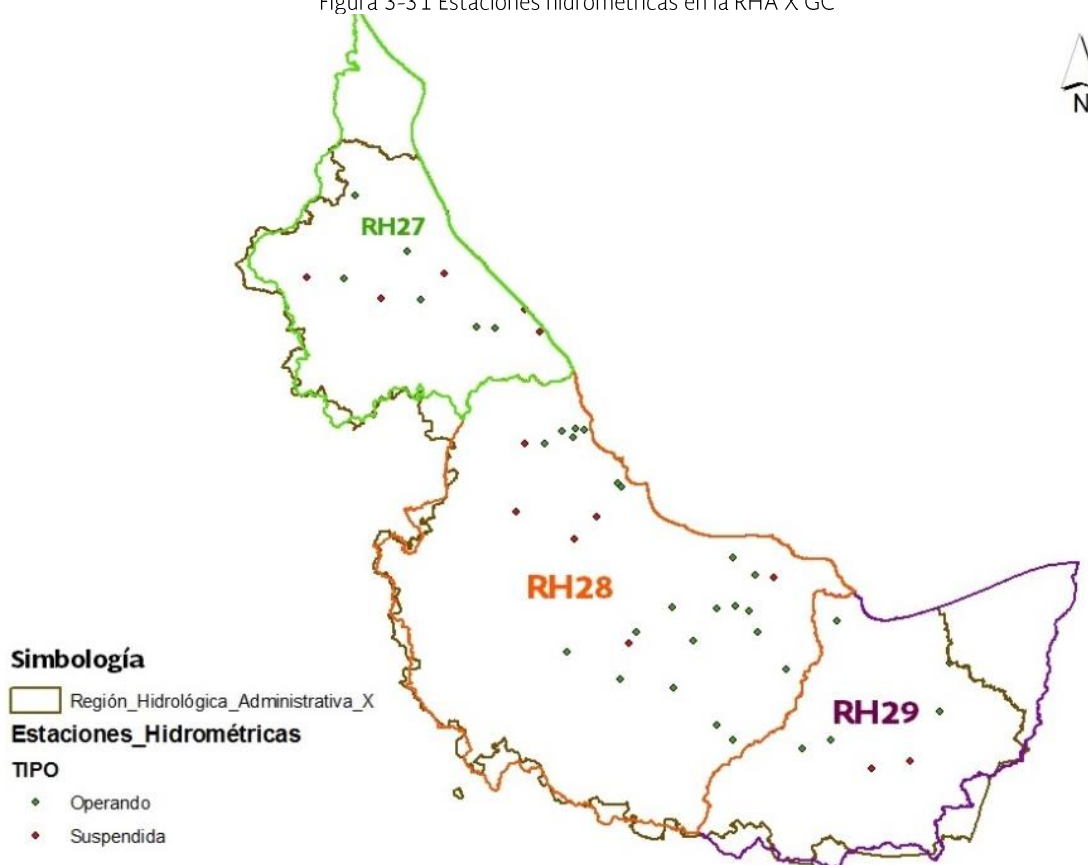 Figura 3-31 Estaciones hidrométricas en la RHA X GC
N
RH27
RH28
RH29
Simbología
Región_Hidrológica_Administrativa_X
Estaciones_Hidrométricas
TIPO
Operando
Suspendida